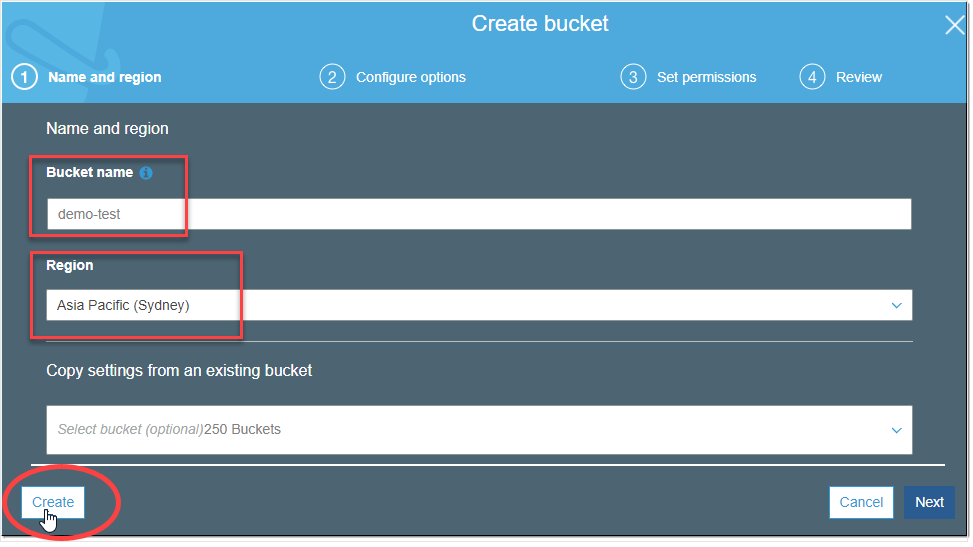 Create bucket
1 Name and region 2 Configure options 3 Set permissions 4 Review
Name and region
Bucket name
demo-test
Region
Asia Pacific (Sydney)
Copy settings from an existing bucket
Select bucket (optional)250 Buckets
Create Cancel Next